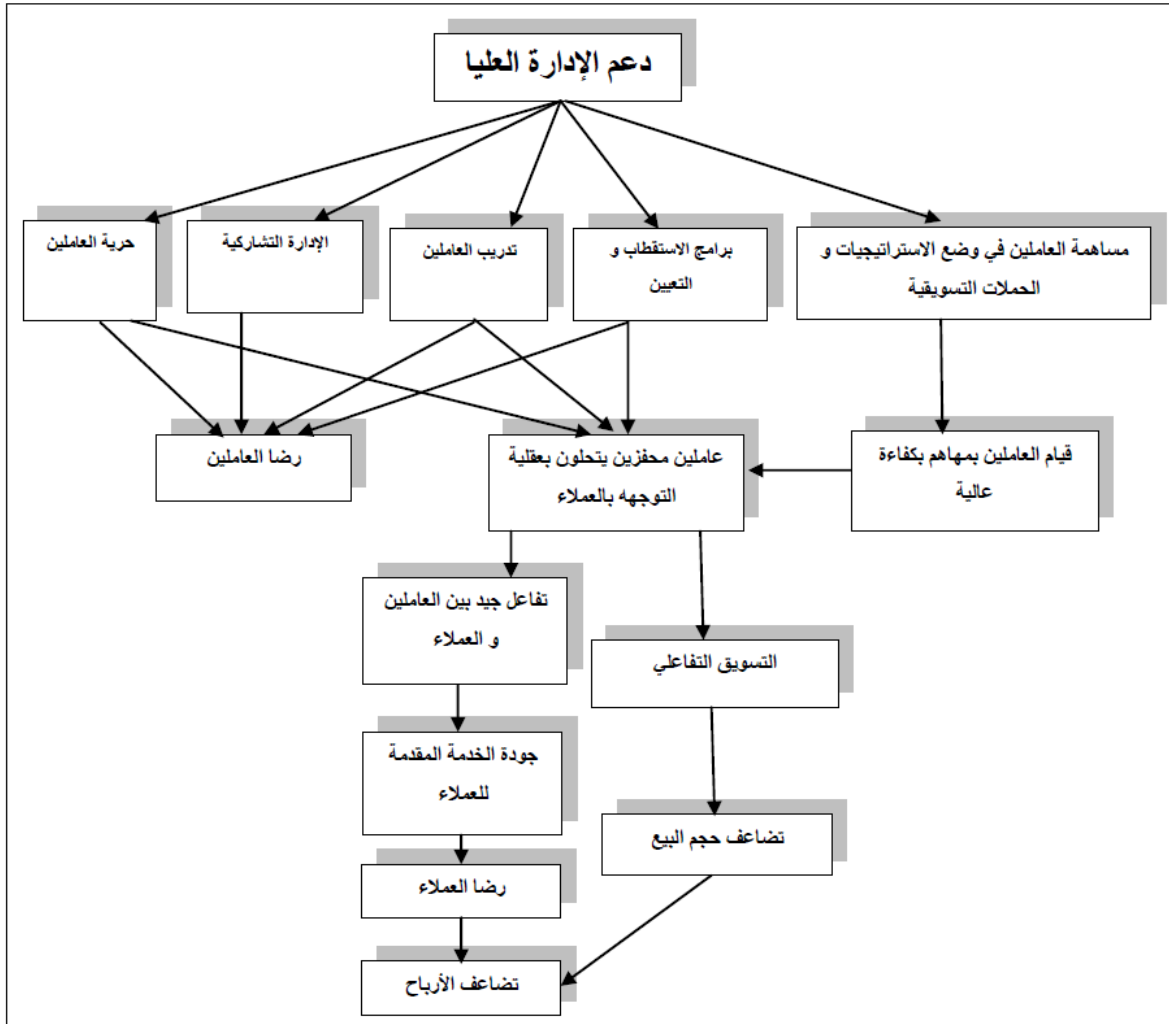 دعم الإدارة العليا
مساهمة العاملين في وضع الاستراتيجيات و
الحملات التسويقية
برامج الاستقطاب و
التعيين
تدريب العاملين
الإدارة التشاركية
حرية العاملين
قيام العاملين بمهاهم بكفاءة
عالية
عاملين محفزين يتحلون بعقلية
التوجهه بالعملاء
رضا العاملين
تفاعل جيد بين العاملين
و العملاء
التسويق التفاعلي
جودة الخدمة المقدمة
للعملاء
تضاعف حجم البيع
رضا العملاء
تضاعف الأرباح